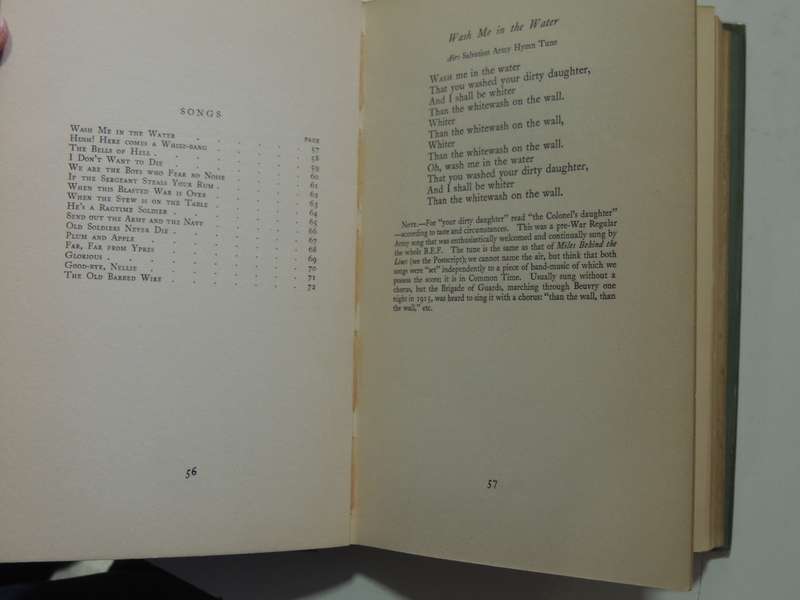 SONGS
PAGE
WASH ME IN THE WATER . . . . . 57
HUSH! HERE COMES A WHIZZ-BANG . . . . 58
THE BELLS OF HELL . . . . . 59
I DON'T WANT TO DIE . . . . . 60
WE ARE THE BOYS WHO FEAR NO NOISE . . . . 61
IF THE SERGEANT STEALS YOUR RUM . . . . 62
WHEN THIS BLASTED WAR IS OVER . . . . 63
WHEN THE STEW IS ON THE TABLE . . . . 64
HE'S A RAGTIME SOLDIER . . . . . 65
SEND OUT THE ARMY AND THE NAVY . . . . 66
OLD SOLDIERS NEVER DIE . . . . . 67
PLUM AND APPLE . . . . . 68
FAR, FAR FROM YPRES . . . . . 69
GLORIOUS . . . . . . 70
GOOD-BYE, NELLIE . . . . . 71
THE OLD BARBED WIRE . . . . . 72
56
Wash Me in the Water
Air: Salvation Army Hymn Tune
WASH me in the water
That you washed your dirty daughter,
And I shall be whiter
Than the whitewash on the wall.
Whiter
Than the whitewash on the wall,
Whiter
Than the whitewash on the wall.
Oh, wash me in the water
That you washed your dirty daughter,
And I shall be whiter
Than the whitewash on the wall.
NOTE.—For "your dirty daughter" read "the Colonel's daughter"
—according to taste and circumstances. This was a pre-War Regular
Army song that was enthusiastically welcomed and continually sung by
the whole B.E.F. The tune is the same as that of Miles Behind the
Line (see the Postscript); we cannot name the air, but think that both
songs were "set" independently to a piece of band-music of which we
possess the score; it is in Common Time. Usually sung without a
chorus, but the Brigade of Guards, marching through Beuvry one
night in 1915, was heard to sing it with a chorus: "than the wall, than
the wall," etc.
57